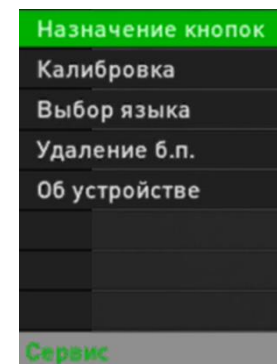 Назначение кнопок
Калибровка
Выбор языка
Удаление б.п.
Об устройстве
Сервис